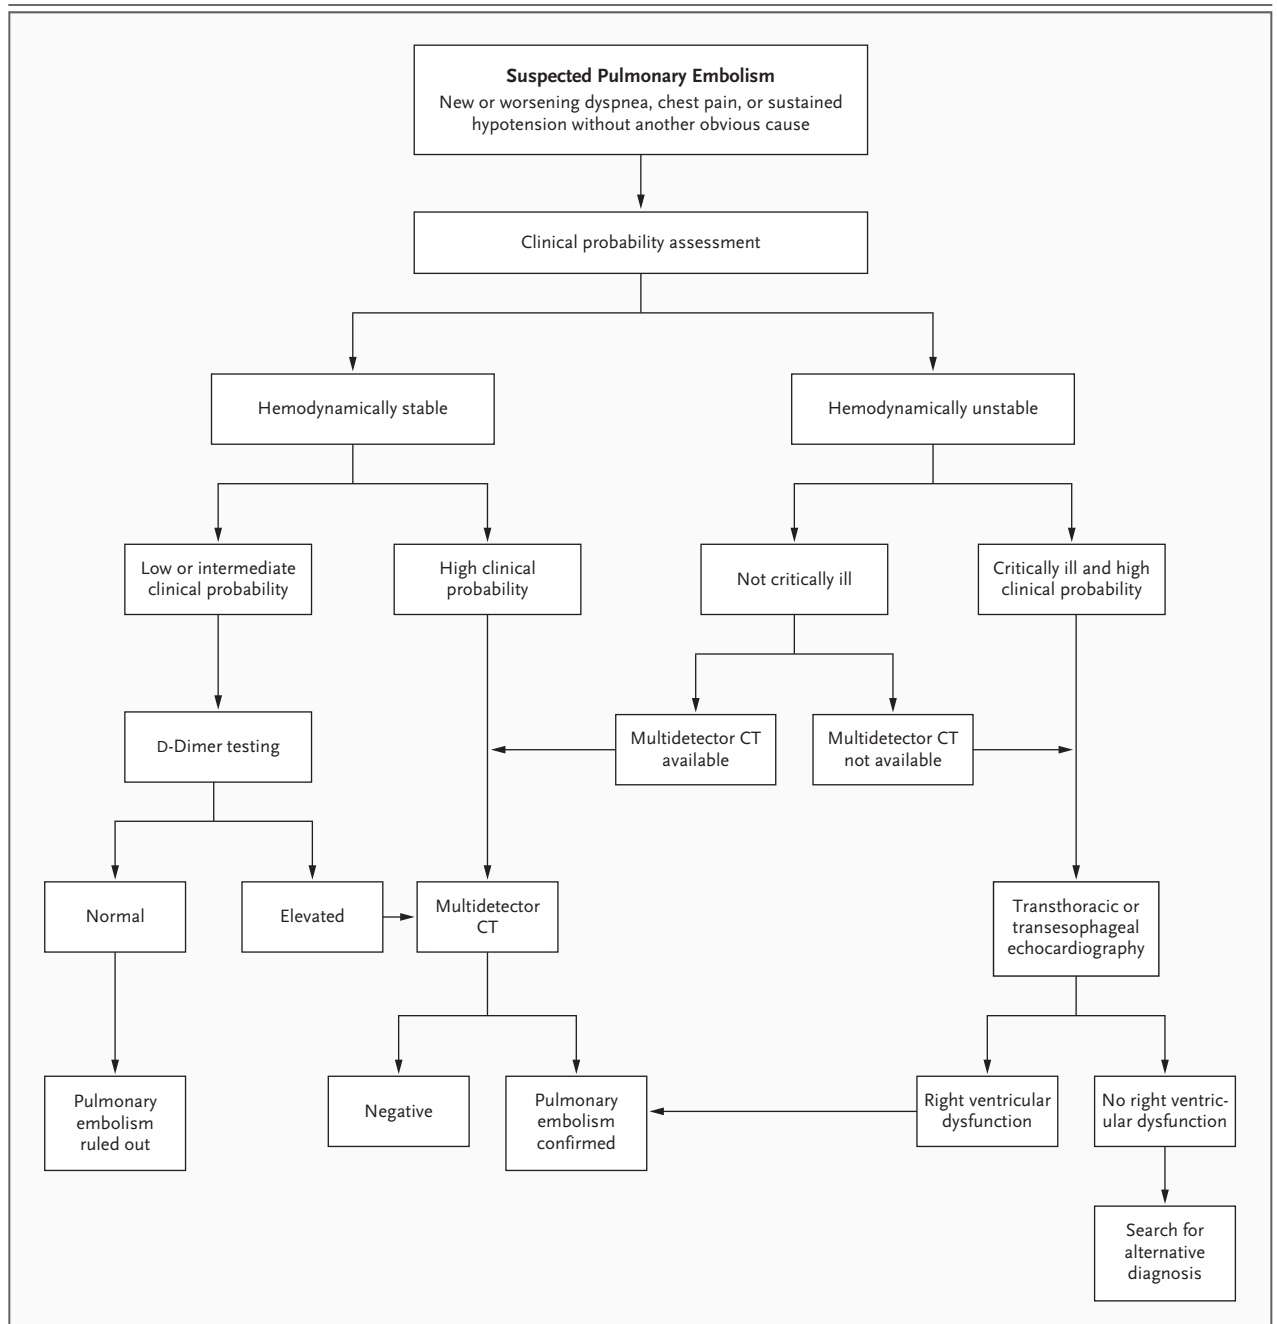 Suspected Pulmonary Embolism
New or worsening dyspnea, chest pain, or sustained
hypotension without another obvious cause
Clinical probability assessment
Hemodynamically stable
Hemodynamically unstable
Low or intermediate
clinical probability
High clinical
probability
Not critically ill
Critically ill and high
clinical probability
D-Dimer testing
Multidetector CT
available
Multidetector CT
not available
Normal
Elevated
Multidetector
CT
Transthoracic or
transesophageal
echocardiography
Pulmonary
embolism
ruled out
Negative
Pulmonary
embolism
confirmed
Right ventricular
dysfunction
No right ventric-
ular dysfunction
Search for
alternative
diagnosis